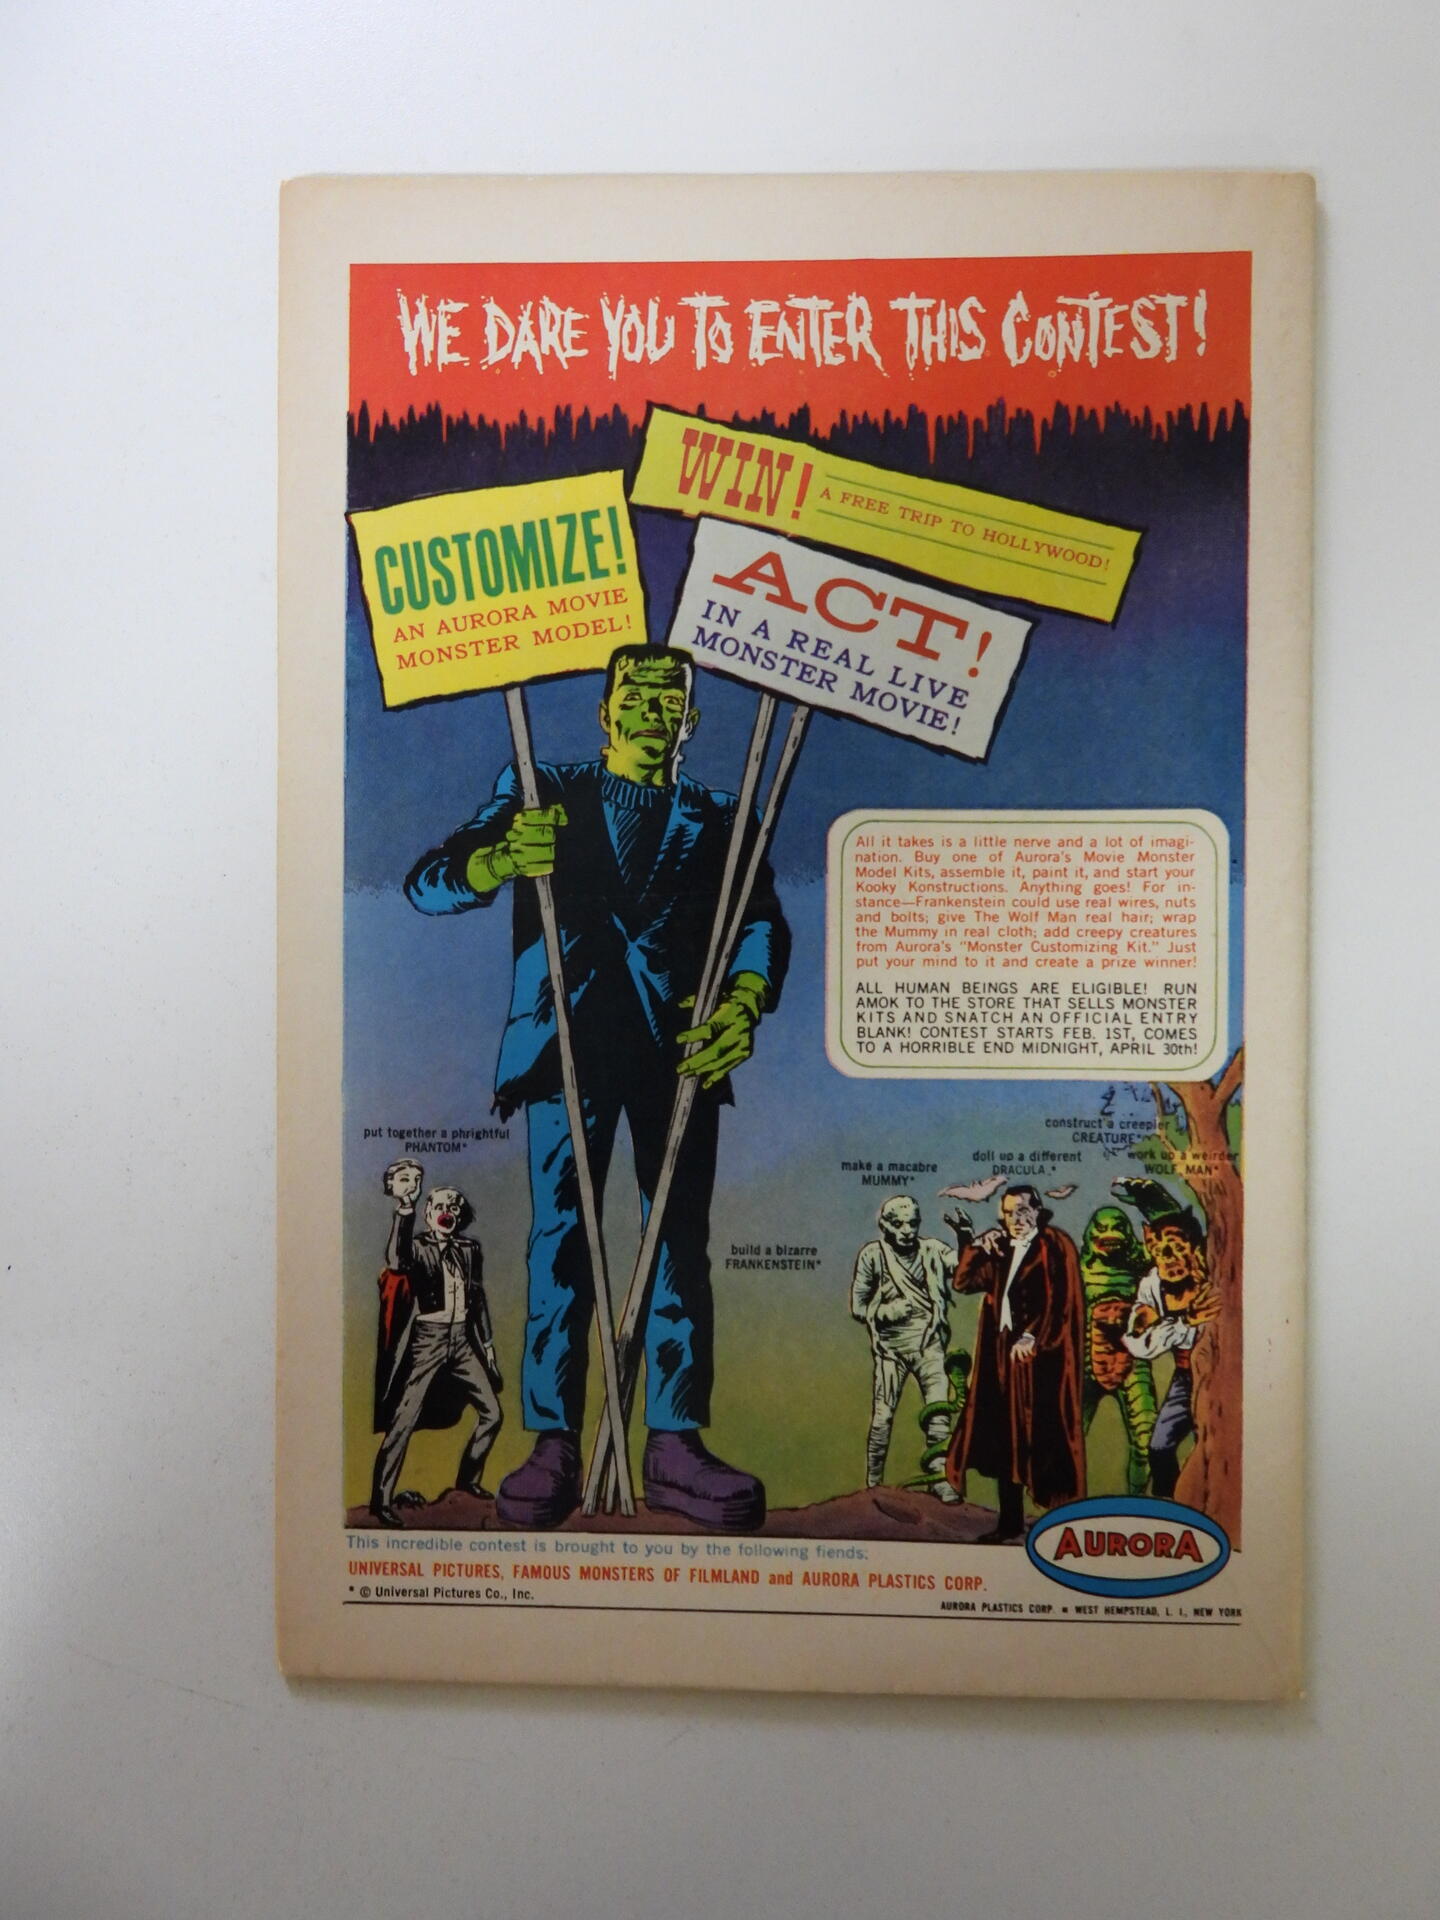 WE DARE YOU TO ENTER THIS CONTEST!
WIN! A FREE TRIP TO HOLLYWOOD!
CUSTOMIZE!
AN AURORA MOVIE
MONSTER MODEL!
ACT!
IN A REAL LIVE
MONSTER MOVIE!
All it takes is a little nerve and a lot of imagi-
nation. Buy one of Aurora's Movie Monster
Model Kits, assemble it, paint it, and start your
Kooky Konstructions. Anything goes! For in-
stance—Frankenstein could use real wires, nuts
and bolts; give The Wolf Man real hair; wrap
the Mummy in real cloth; add creepy creatures
from Aurora's "Monster Customizing Kit." Just
put your mind to it and create a prize winner!
ALL HUMAN BEINGS ARE ELIGIBLE! RUN
AMOK TO THE STORE THAT SELLS MONSTER
KITS AND SNATCH AN OFFICIAL ENTRY
BLANK! CONTEST STARTS FEB. 1ST, COMES
TO A HORRIBLE END MIDNIGHT, APRIL 30th!
put together a phrightful
PHANTOM*
build a bizarre
FRANKENSTEIN*
make a macabre
MUMMY*
doll up a different
DRACULA*
construct a creepier
CREATURE*
work up a weirder
WOLF MAN*
This incredible contest is brought to you by the following fiends:
UNIVERSAL PICTURES, FAMOUS MONSTERS OF FILMLAND and AURORA PLASTICS CORP.
* © Universal Pictures Co., Inc.
AURORA
AURORA PLASTICS CORP. ■ WEST HEMPSTEAD, L. I., NEW YORK